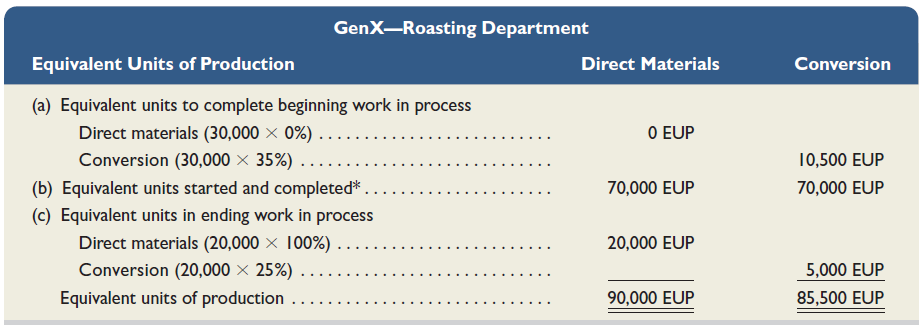 GenX—Roasting Department
Equivalent Units of Production Direct Materials Conversion
(a) Equivalent units to complete beginning work in process
Direct materials (30,000 × 0%) . . . . . . . . . . . . . . . . . . . . . . . . . . 0 EUP
Conversion (30,000 × 35%) . . . . . . . . . . . . . . . . . . . . . . . . . . . . 10,500 EUP
(b) Equivalent units started and completed* . . . . . . . . . . . . . . . . . . . . . 70,000 EUP 70,000 EUP
(c) Equivalent units in ending work in process
Direct materials (20,000 × 100%) . . . . . . . . . . . . . . . . . . . . . . . . 20,000 EUP
Conversion (20,000 × 25%) . . . . . . . . . . . . . . . . . . . . . . . . . . . . 5,000 EUP
Equivalent units of production . . . . . . . . . . . . . . . . . . . . . . . . . . . . . 90,000 EUP 85,500 EUP